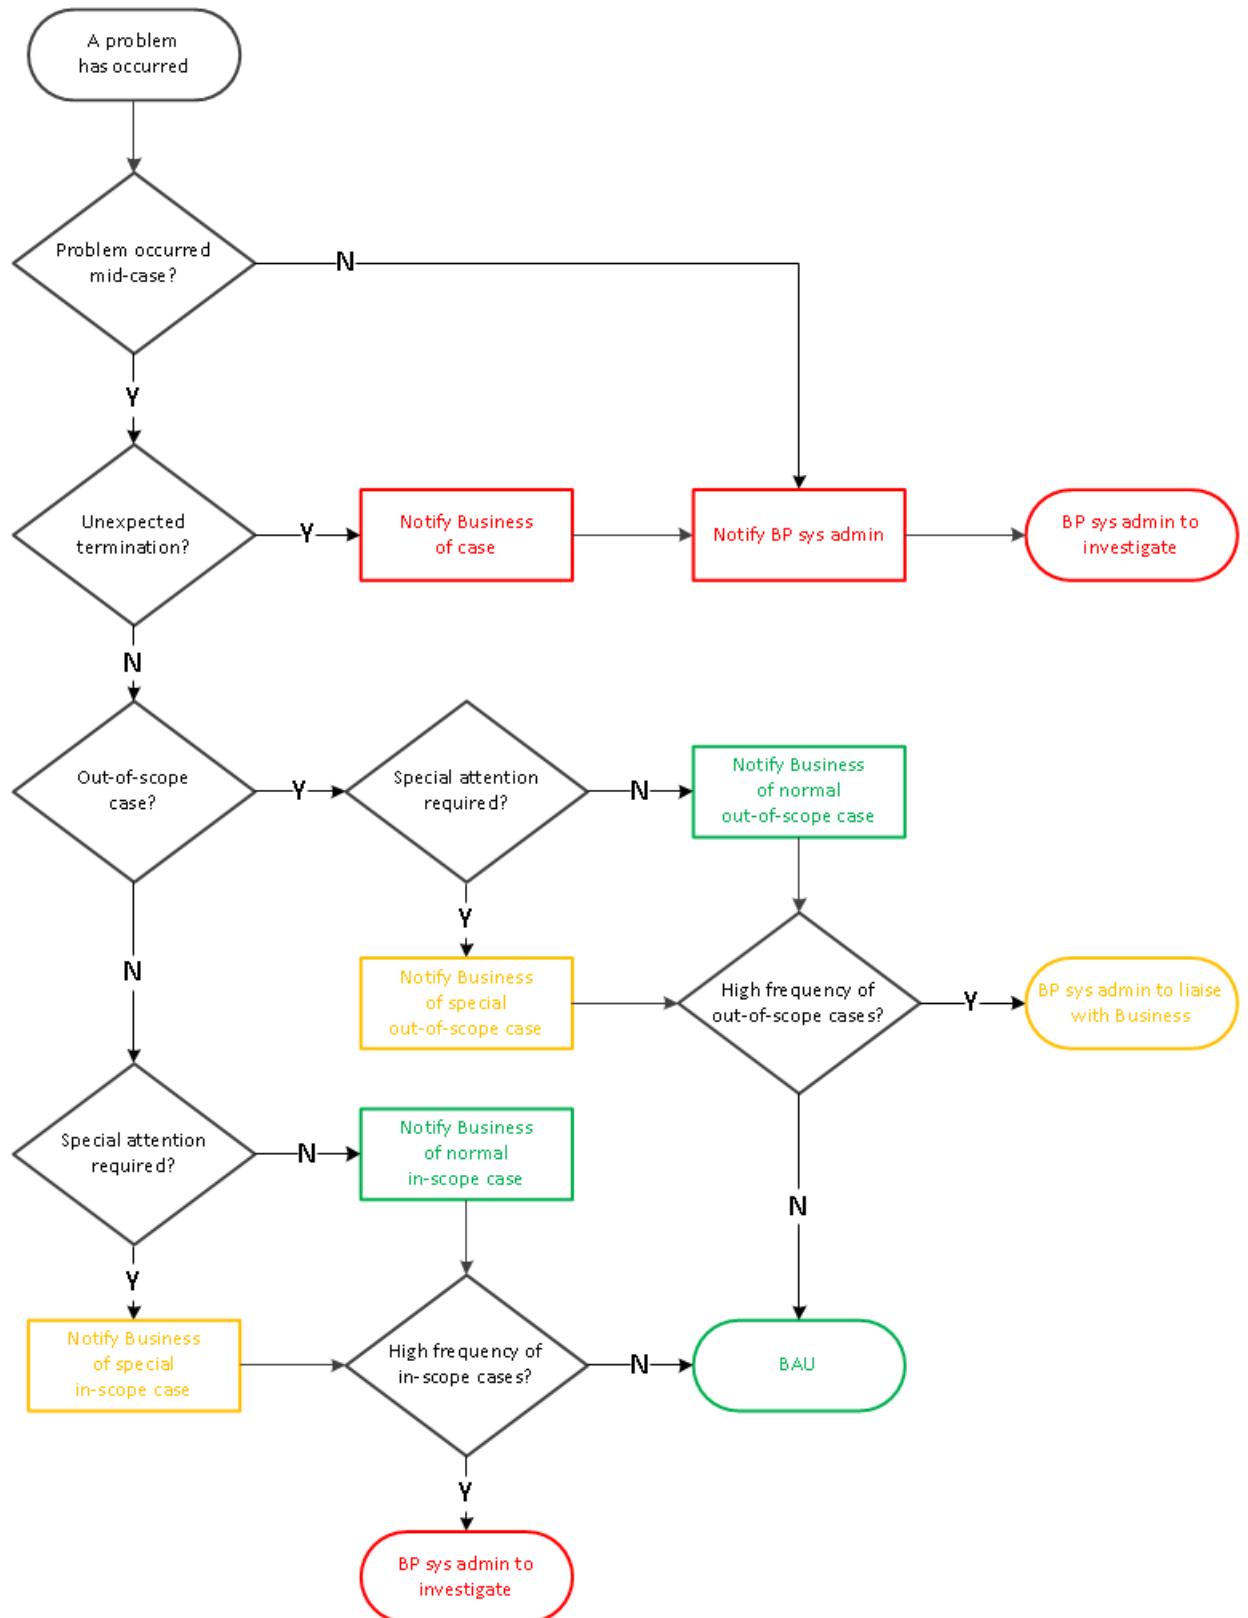 A problem
has occurred
Problem occurred
mid-case?
N
Y
Unexpected
termination?
Y
Notify Business
of case
Notify BP sys admin
BP sys admin to
investigate
N
Out-of-scope
case?
Y
Special attention
required?
N
Notify Business
of normal
out-of-scope case
Y
N
Notify Business
of special
out-of-scope case
High frequency of
out-of-scope cases?
Y
BP sys admin to liaise
with Business
Special attention
required?
N
Notify Business
of normal
in-scope case
N
Y
Notify Business
of special
in-scope case
High frequency of
in-scope cases?
N
BAU
Y
BP sys admin to
investigate